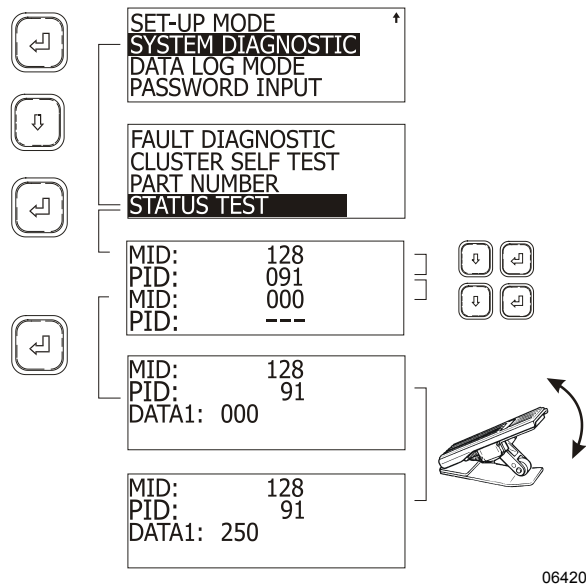 SET-UP MODE
SYSTEM DIAGNOSTIC
DATA LOG MODE
PASSWORD INPUT
FAULT DIAGNOSTIC
CLUSTER SELF TEST
PART NUMBER
STATUS TEST
MID: 128
PID: 091
MID: 000
PID: ---
MID: 128
PID: 91
DATA1: 000
MID: 128
PID: 91
DATA1: 250
06420